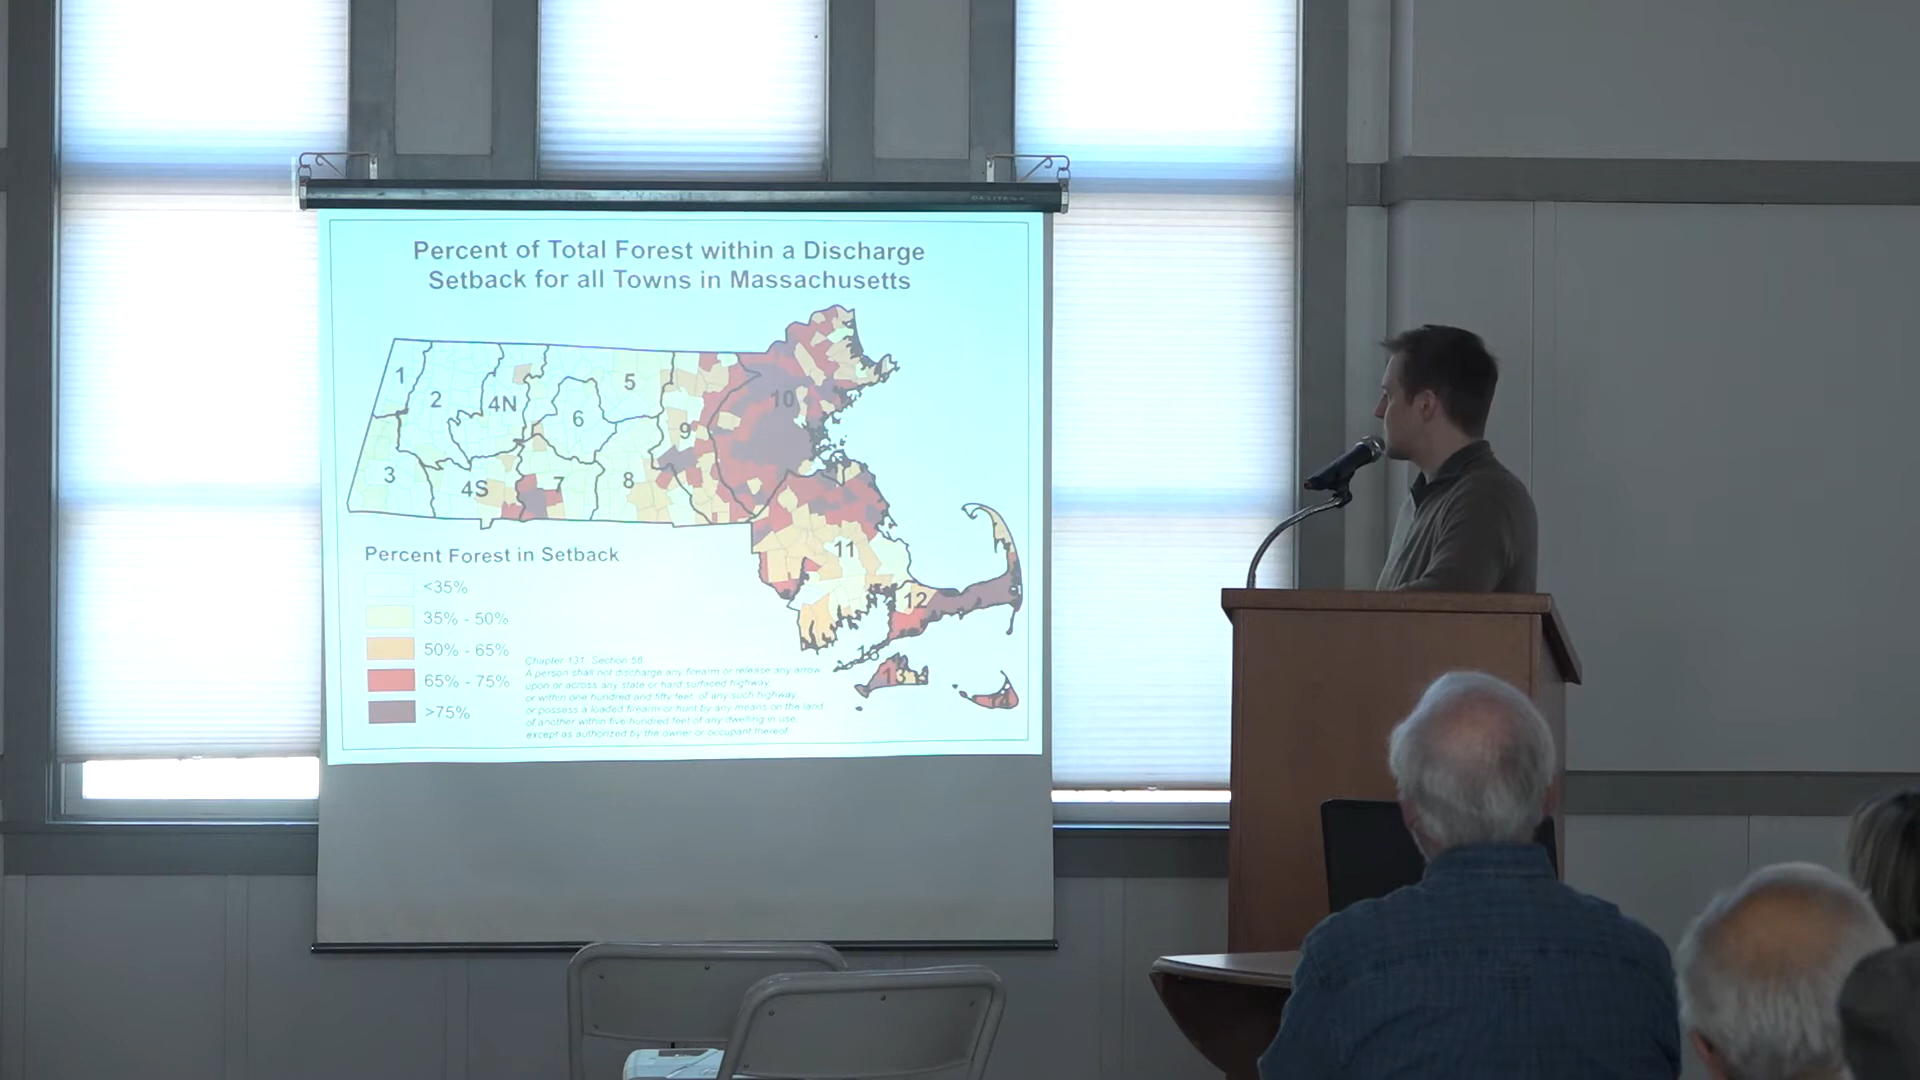 DA-LITE
Percent of Total Forest within a Discharge
Setback for all Towns in Massachusetts
1
2
4N
5
6
10
9
3
4S
7
8
11
12
13
13
14
Percent Forest in Setback
<35%
35% - 50%
50% - 65%
65% - 75%
>75%
Chapter 131: Section 58.
A person shall not discharge any firearm or release any arrow
upon or across any state or hard surfaced highway,
or within one hundred and fifty feet, of any such highway,
or possess a loaded firearm or hunt by any means on the land
of another within five hundred feet of any dwelling in use,
except as authorized by the owner or occupant thereof.